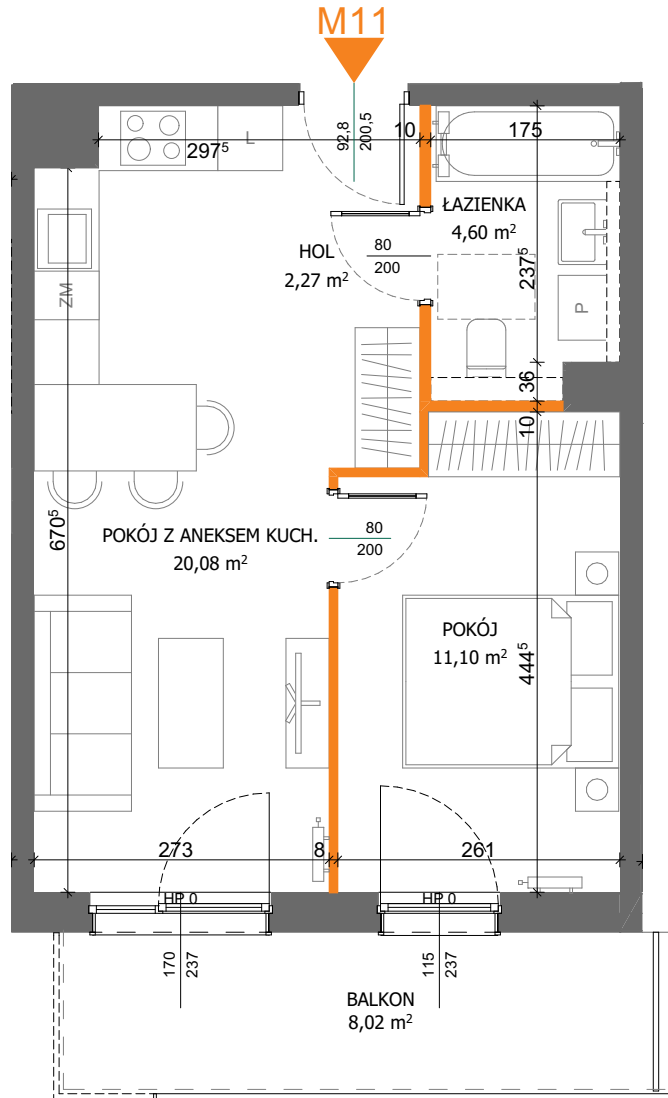 M11
92,8
200,5
10
175
297⁵
L
ŁAZIENKA
4,60 m²
HOL
2,27 m²
80
200
237⁵
ZM
P
36
10
670⁵
POKÓJ Z ANEKSEM KUCH.
20,08 m²
80
200
POKÓJ
11,10 m²
444⁵
273
8
261
HP 0
HP 0
170
237
115
237
BALKON
8,02 m²